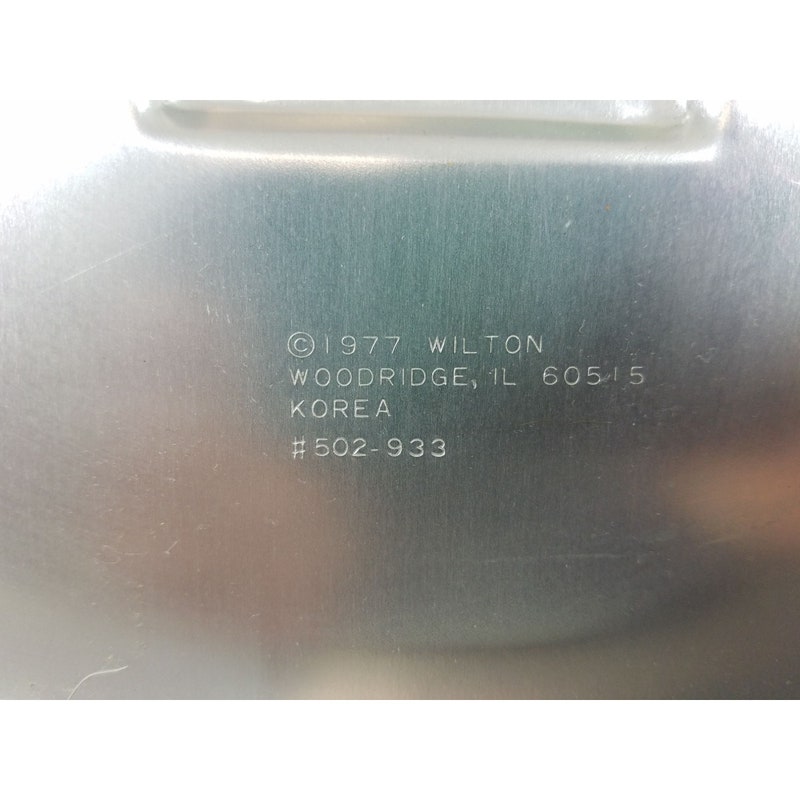 ©1977 WILTON
WOODRIDGE, IL 60515
KOREA
#502-933